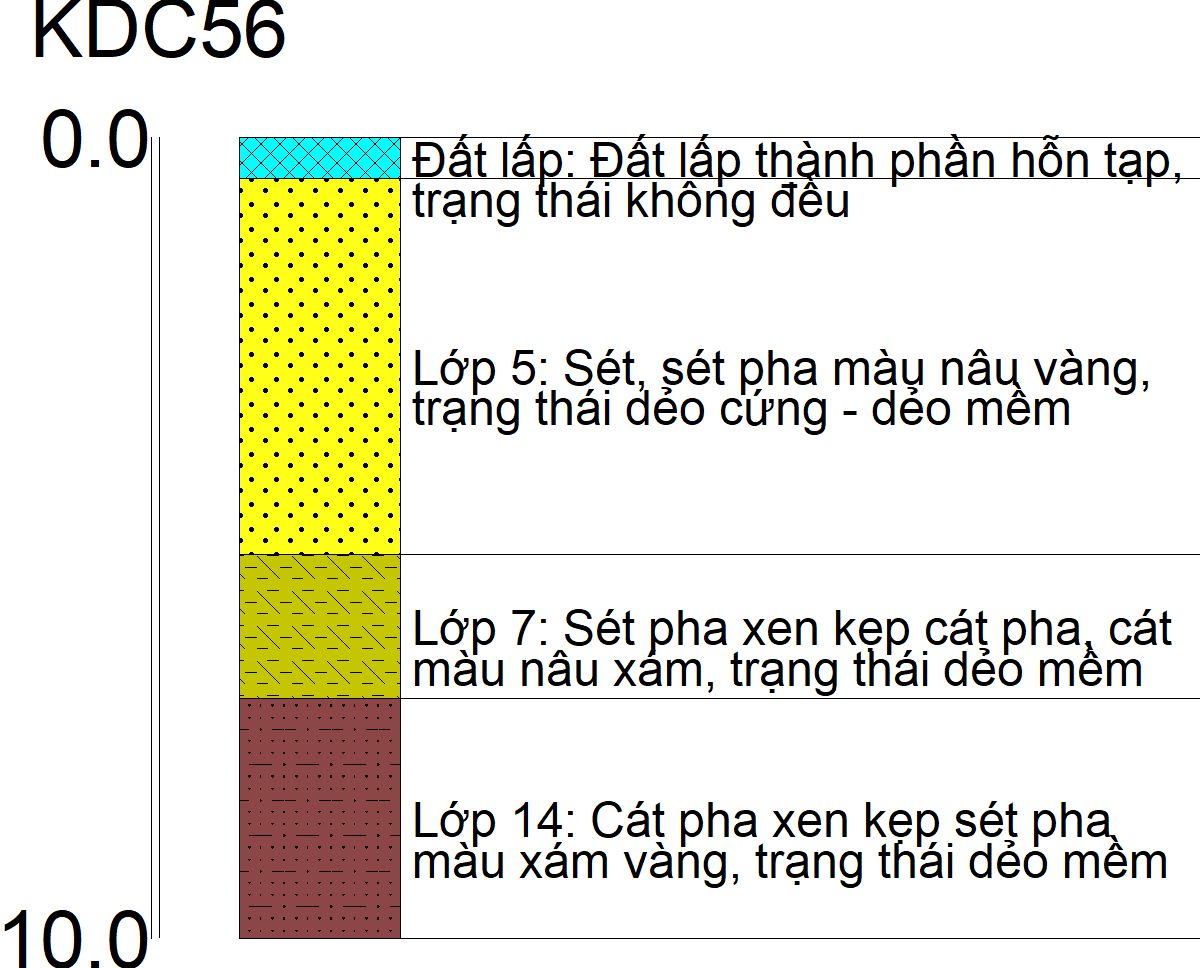 KDC56
0.0
Đất lấp: Đất lấp thành phần hỗn tạp,
trạng thái không đều
Lớp 5: Sét, sét pha màu nâu vàng,
trạng thái dẻo cứng - dẻo mềm
Lớp 7: Sét pha xen kẹp cát pha, cát
màu nâu xám, trạng thái dẻo mềm
Lớp 14: Cát pha xen kẹp sét pha
màu xám vàng, trạng thái dẻo mềm
10.0